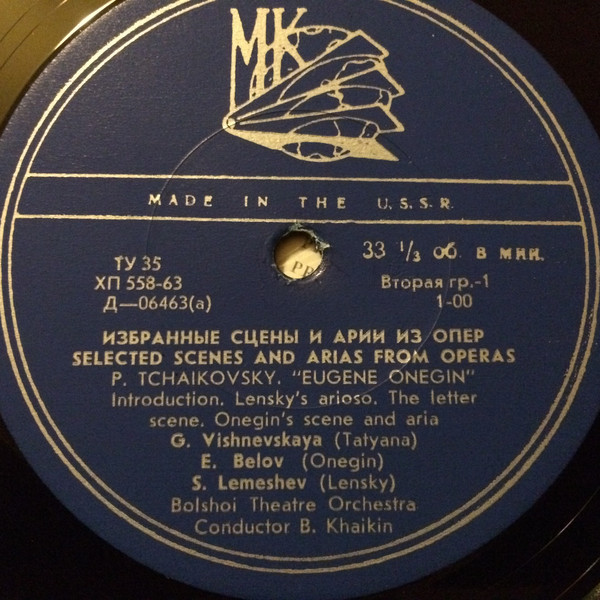 МК
MADE IN THE U.S.S.R.
ТУ 35
33 1/3 об. в мин.
ХП 558-63
Вторая гр.-1
Д—06463(а)
1-00
ИЗБРАННЫЕ СЦЕНЫ И АРИИ ИЗ ОПЕР
SELECTED SCENES AND ARIAS FROM OPERAS
P. TCHAIKOVSKY. "EUGENE ONEGIN"
Introduction. Lensky's arioso. The letter
scene. Onegin's scene and aria
G. Vishnevskaya (Tatyana)
E. Belov (Onegin)
S. Lemeshev (Lensky)
Bolshoi Theatre Orchestra
Conductor B. Khaikin